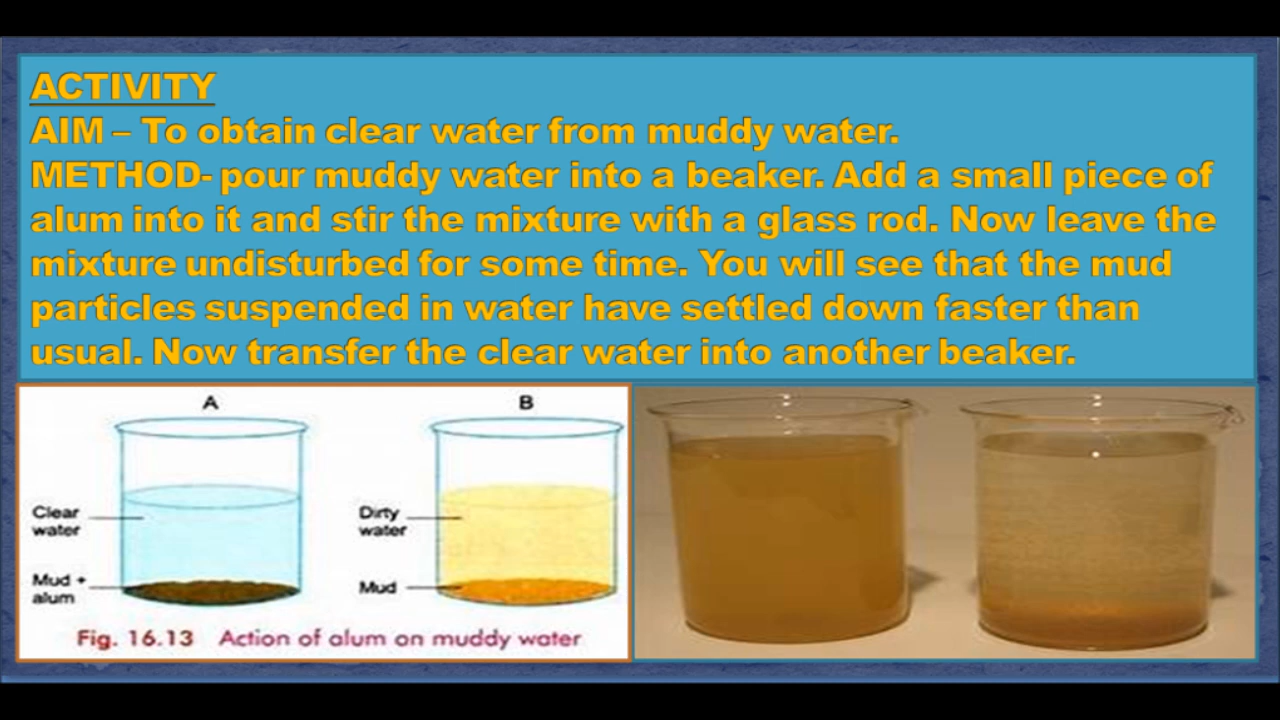 ACTIVITY
AIM – To obtain clear water from muddy water.
METHOD- pour muddy water into a beaker. Add a small piece of
alum into it and stir the mixture with a glass rod. Now leave the
mixture undisturbed for some time. You will see that the mud
particles suspended in water have settled down faster than
usual. Now transfer the clear water into another beaker.
A
Clear
water
Mud +
alum
B
Dirty
water
Mud
Fig. 16.13 Action of alum on muddy water